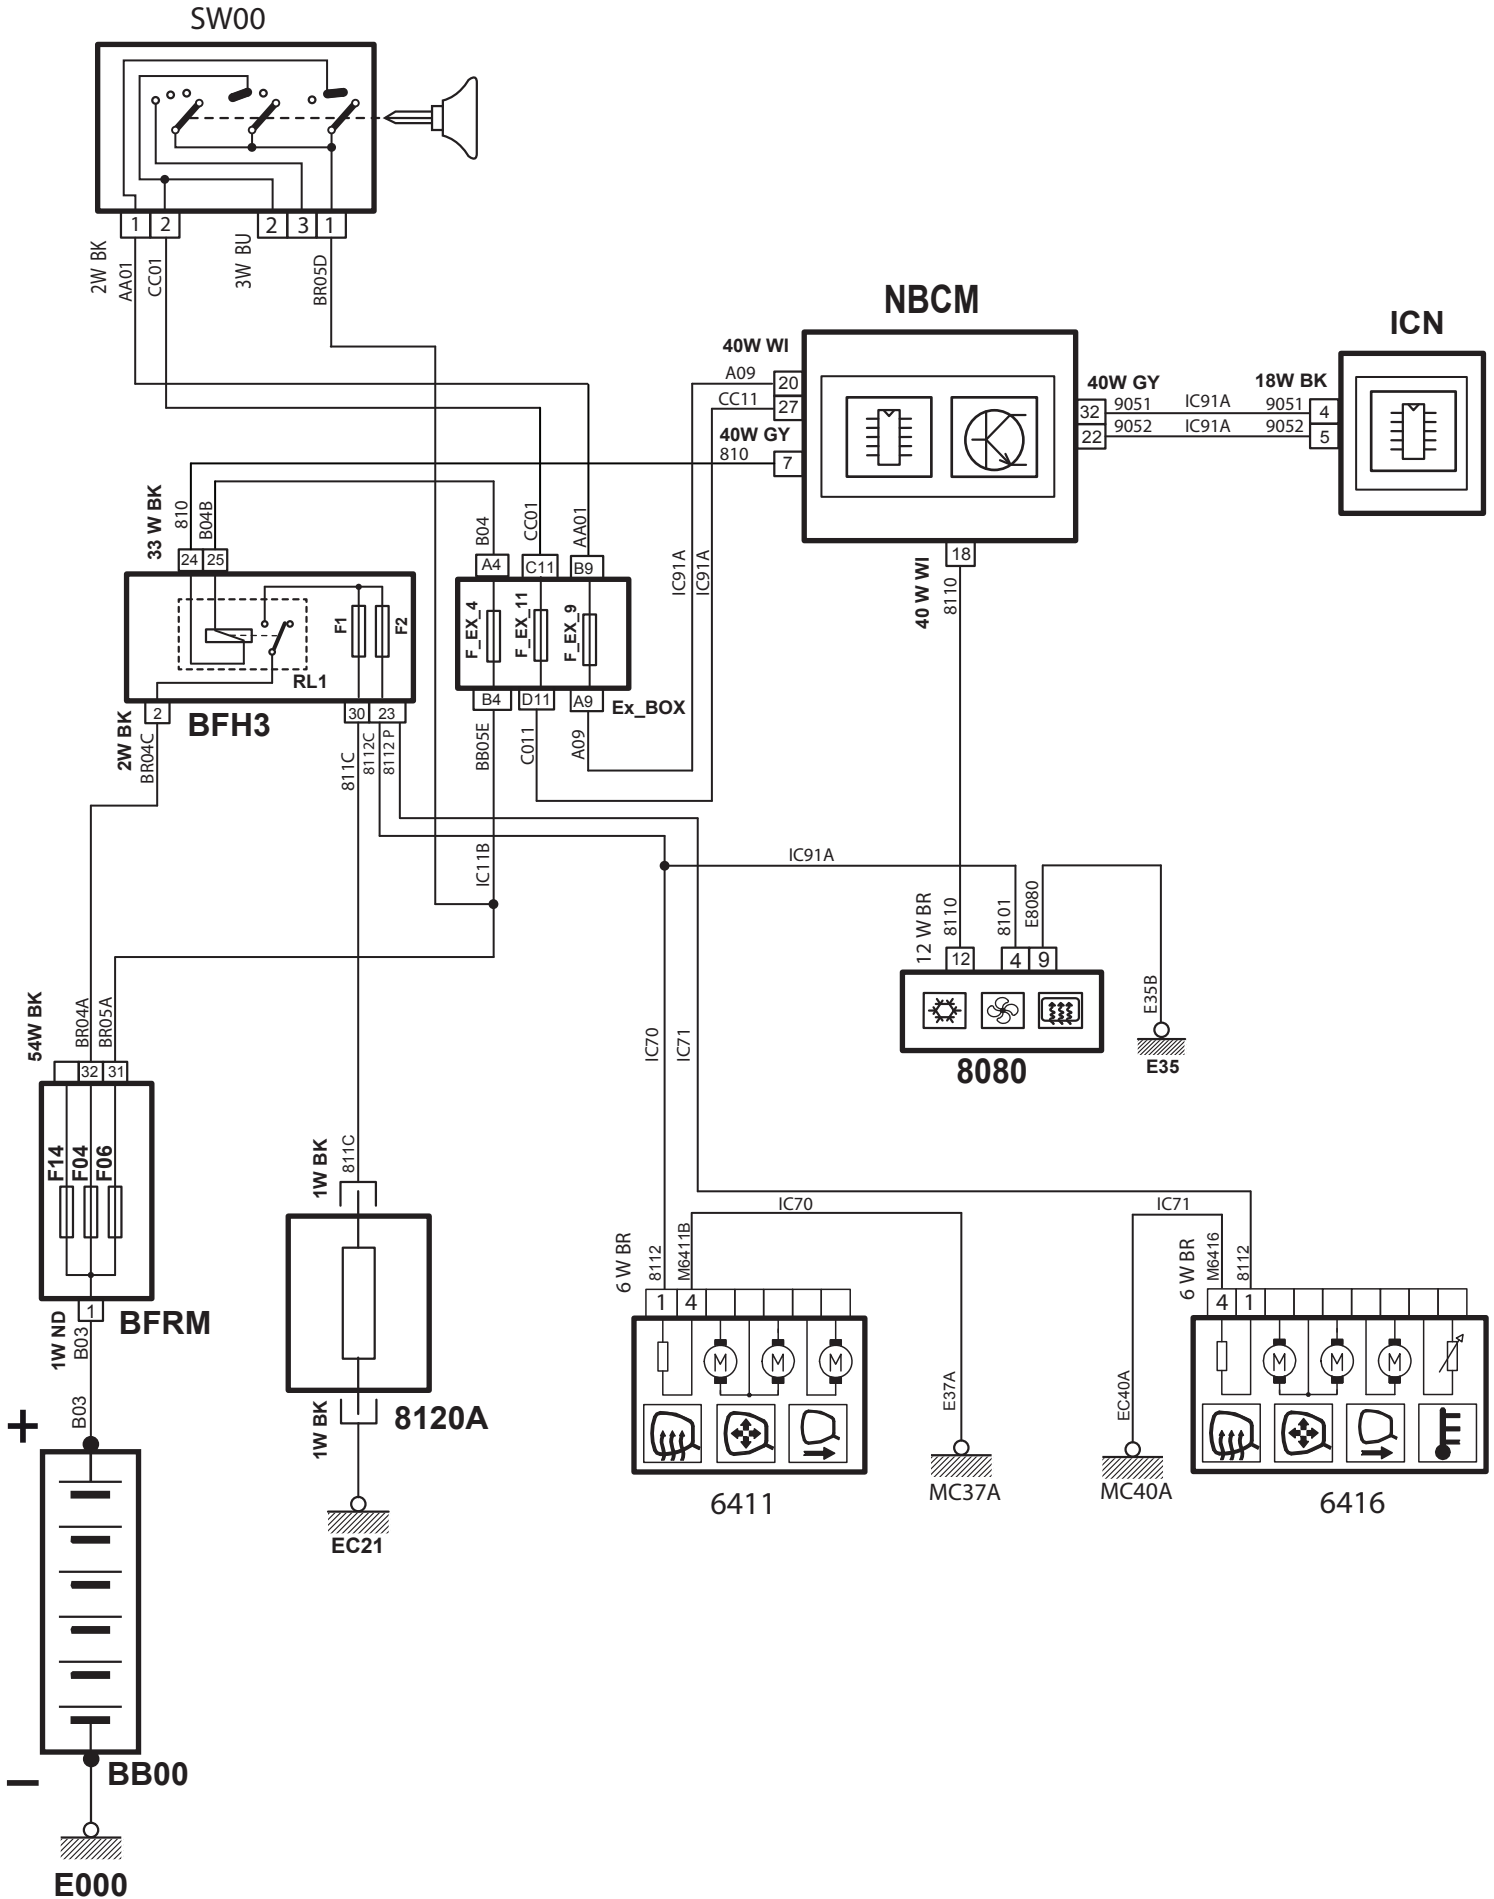 SW00
1 2 2 3 1
2W BK
AA01
CC01
3W BU
BR05D
NBCM
ICN
40W WI
A09
20
CC11
27
40W GY
810
7
40W GY
18W BK
32
9051
IC91A
9051
4
22
9052
IC91A
9052
5
18
40 W WI
8110
33 W BK
810
B04B
24 25
B04
CC01
AA01
A4 C11 B9
IC91A
IC91A
F1
F2
RL1
F_EX_4
F_EX_11
F_EX_9
2
BFH3
30 23
B4 D11 A9
Ex_BOX
2W BK
BR04C
811C
8112C
8112 P
BB05E
C011
A09
IC11B
IC91A
12 W BR
8110
8101
E8080
12 4 9
8080
E35B
E35
54W BK
BR04A
BR05A
32 31
F14
F04
F06
1
BFRM
1W ND
B03
B03
+
BB00
−
E000
IC70
IC71
1W BK
811C
8120A
1W BK
EC21
IC70
6 W BR
8112
M6411B
1 4
M M M
6411
E37A
MC37A
IC71
6 W BR
M6416
8112
4 1
M M M
6416
EC40A
MC40A